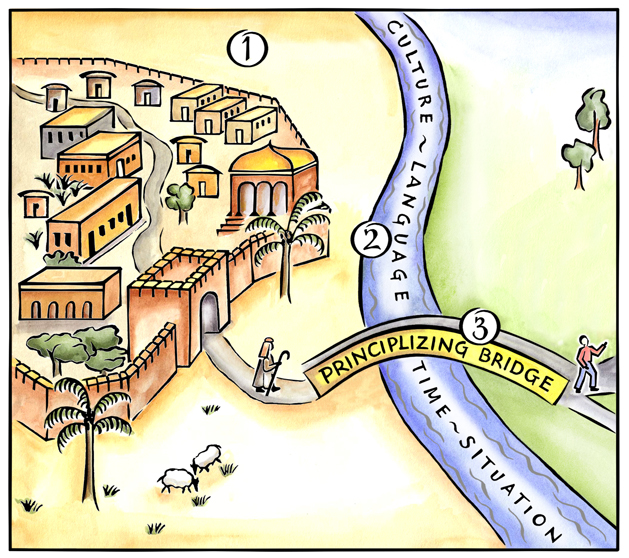 1
CULTURE ~ LANGUAGE
2
3
PRINCIPLIZING BRIDGE
TIME ~ SITUATION